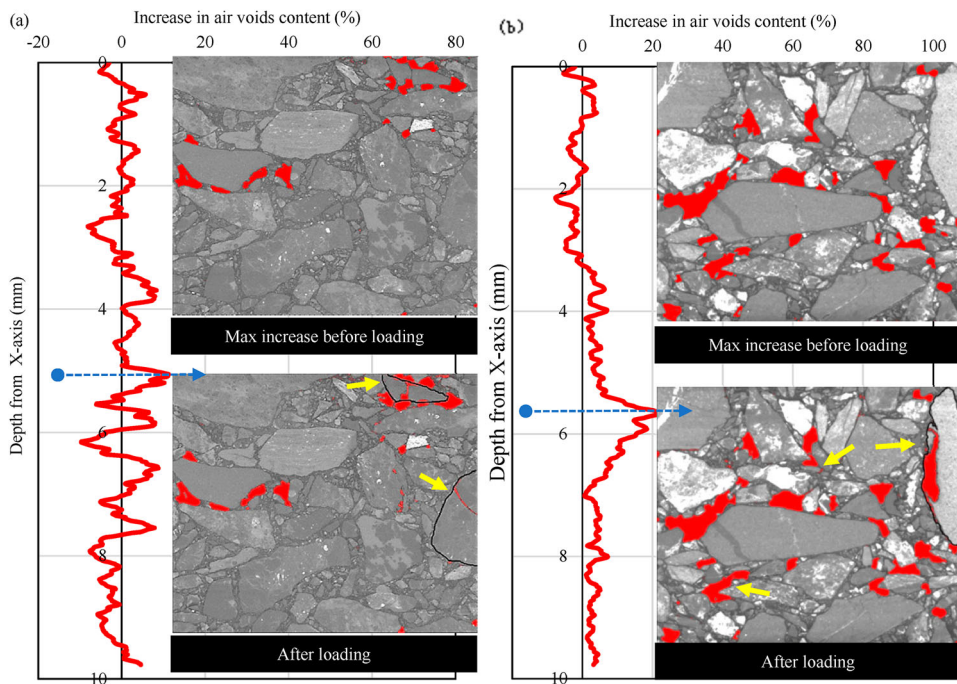 (a)
Increase in air voids content (%)
-20 0 20 40 60 80
0
2
4
6
8
10
Depth from X-axis (mm)
Max increase before loading
After loading
(b)
Increase in air voids content (%)
0 20 40 60 80 100
0
2
4
6
8
10
Depth from X-axis (mm)
Max increase before loading
After loading